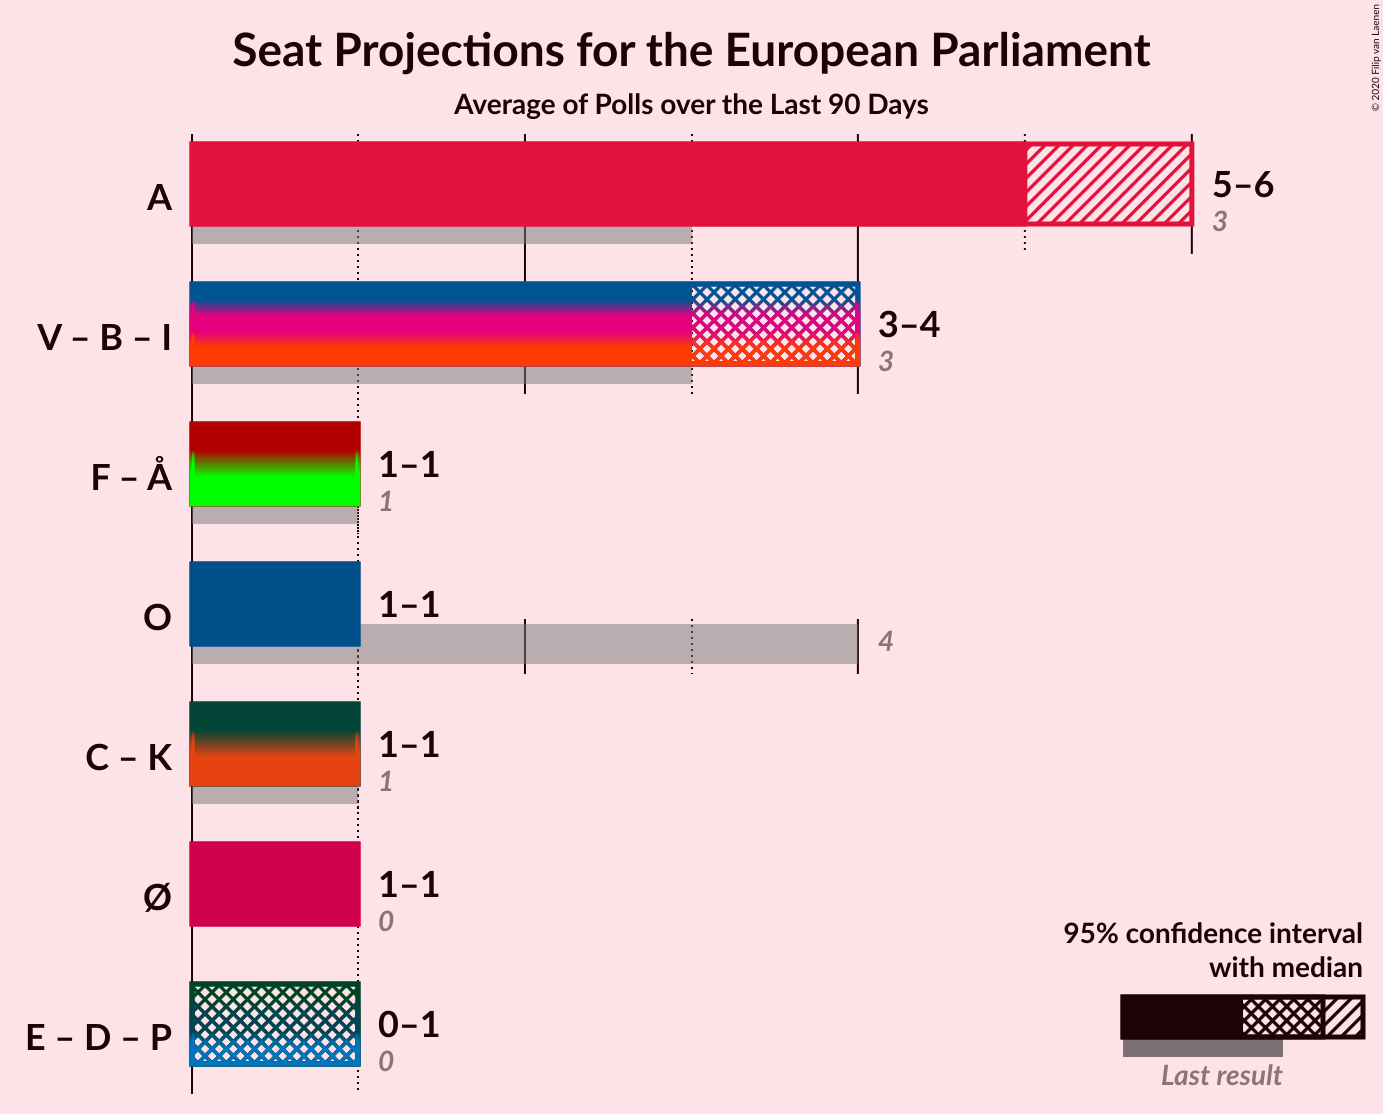 Seat Projections for the European Parliament
Average of Polls over the Last 90 Days
© 2020 Filip van Laenen
A
5–6
3
V – B – I
3–4
3
F – Å
1–1
1
O
1–1
4
C – K
1–1
1
Ø
1–1
0
E – D – P
0–1
0
95% confidence interval
with median
Last result